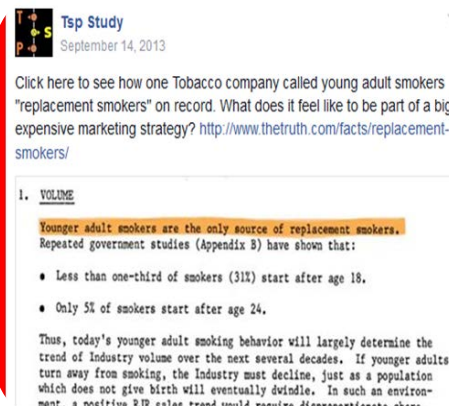 T S P
Tsp Study
September 14, 2013
Click here to see how one Tobacco company called young adult smokers
"replacement smokers" on record. What does it feel like to be part of a big
expensive marketing strategy? http://www.thetruth.com/facts/replacement-
smokers/
1. VOLUME
Younger adult smokers are the only source of replacement smokers.
Repeated government studies (Appendix B) have shown that:
• Less than one-third of smokers (31%) start after age 18.
• Only 5% of smokers start after age 24.
Thus, today's younger adult smoking behavior will largely determine the
trend of Industry volume over the next several decades. If younger adults
turn away from smoking, the Industry must decline, just as a population
which does not give birth will eventually dwindle. In such an environ-
ment, a positive RJR sales trend would require disproportionate share